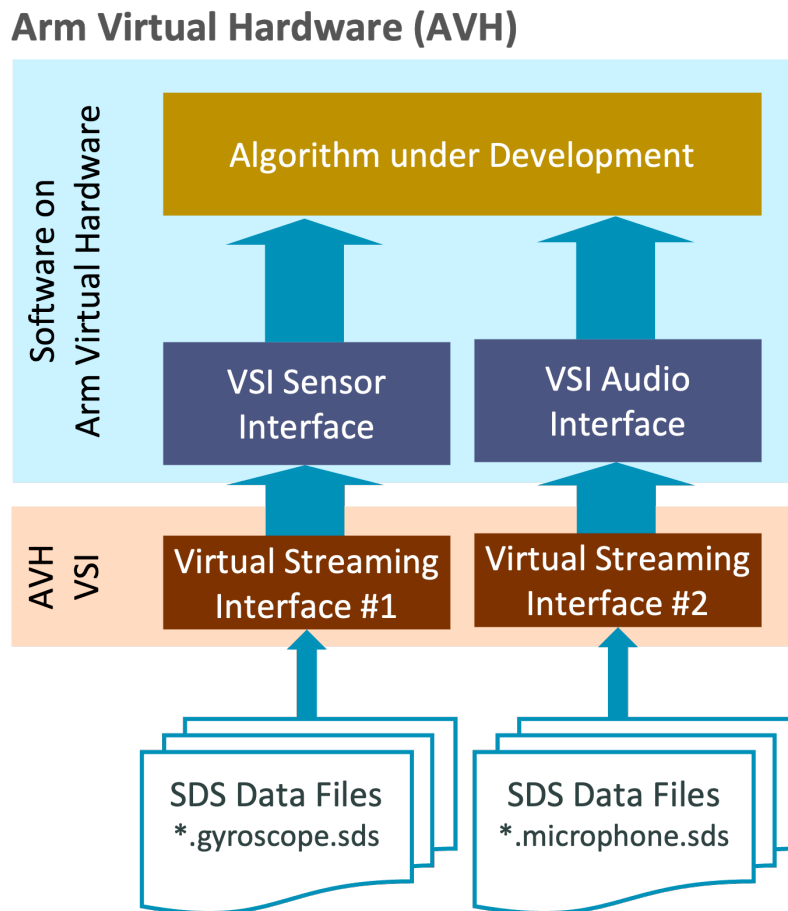 Arm Virtual Hardware (AVH)
Software on
Arm Virtual Hardware
Algorithm under Development
VSI Sensor
Interface
VSI Audio
Interface
AVH
VSI
Virtual Streaming
Interface #1
Virtual Streaming
Interface #2
SDS Data Files
*.gyroscope.sds
SDS Data Files
*.microphone.sds